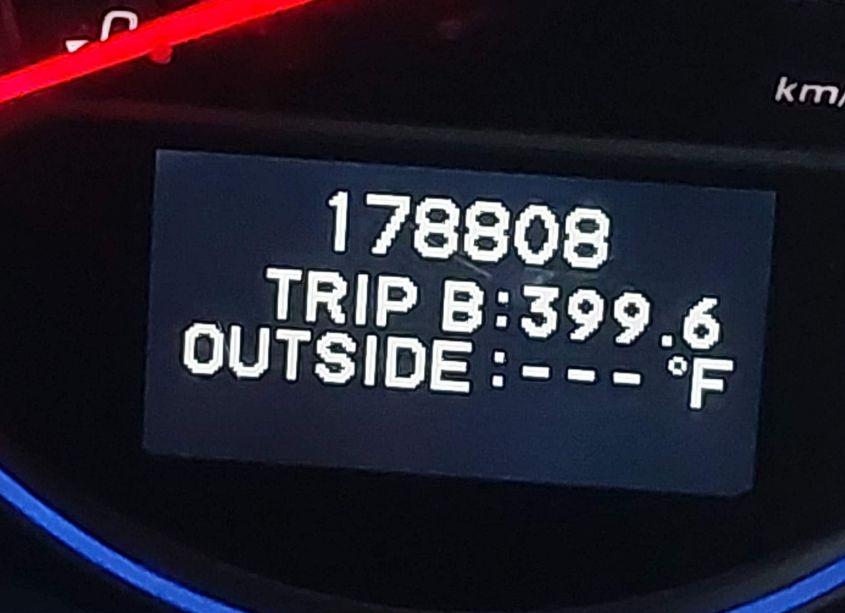 km/
178808
TRIP B:399.6
OUTSIDE:--- °F